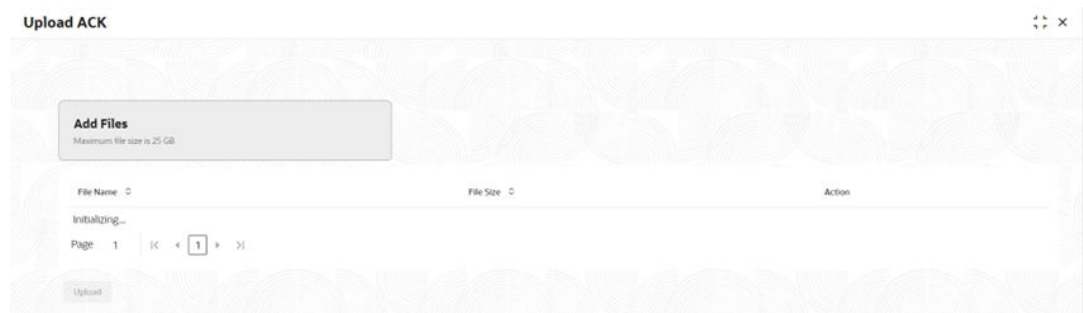 Upload ACK
Add Files
Maximum file size is 25 GB
File Name File Size Action
Initializing...
Page 1 1
Upload